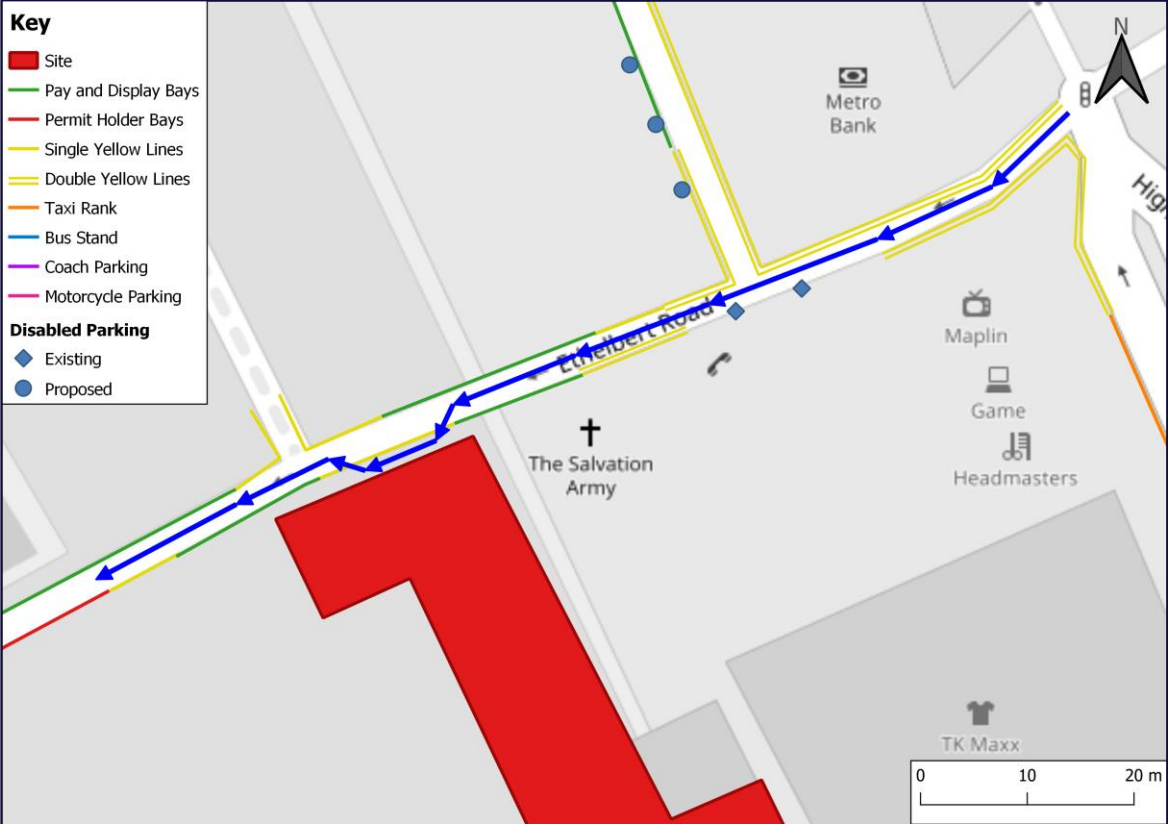 Key
Site
Pay and Display Bays
Permit Holder Bays
Single Yellow Lines
Double Yellow Lines
Taxi Rank
Bus Stand
Coach Parking
Motorcycle Parking
Disabled Parking
Existing
Proposed
N
Metro
Bank
Ethelbert Road
Maplin
Game
Headmasters
The Salvation
Army
TK Maxx
0 10 20 m